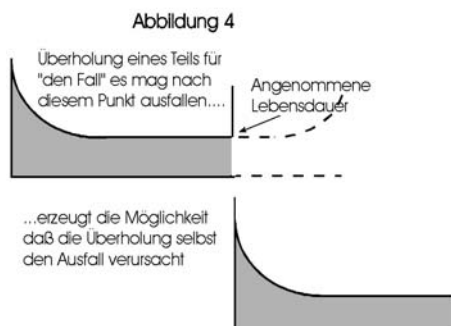 Abbildung 4
Überholung eines Teils für
"den Fall" es mag nach
diesem Punkt ausfallen....
Angenommene
Lebensdauer
...erzeugt die Möglichkeit
daß die Überholung selbst
den Ausfall verursacht